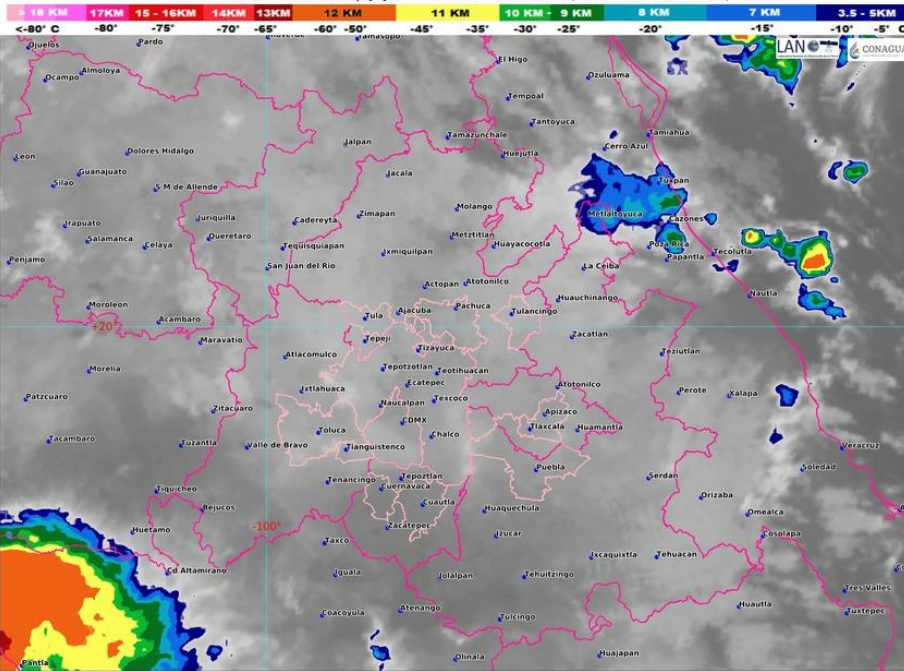 > 18 KM 17KM 15 - 16KM 14KM 13KM 12 KM 11 KM 10 KM - 9 KM 8 KM 7 KM 3.5 - 5KM
<-80° C -80° -75° -70° -65° -60° -55° -50° -45° -40° -35° -30° -25° -20° -15° -10° -5°
LAN CONAGUA
Ojuelos Pardo Tamasopo
El Higo
Ocampo Almoloya Ozuluama
Tempoal
Tantoyuca
Jalpan Tamazunchale Cerro Azul Tamiahua
Leon Dolores Hidalgo Huejutla
Silao Guanajuato S M de Allende Jacala Tuxpan
Irapuato Juriquilla Cadereyta Zimapan Molango Metlaltoyuca Cazones
Salamanca Celaya Queretaro Tequisquiapan Ixmiquilpan Metztitlan Huayacocotla Poza Rica
Penjamo San Juan del Rio La Ceiba Papantla Tecolutla
Actopan Atotonilco
Moroleon Huauchinango Nautla
Acambaro Tula Ajacuba Pachuca Tulancingo
+20°
Maravatio Tepeji Tizayuca Zacatlan
Atlacomulco Teziutlan
Morelia Tepotzotlan Teotihuacan
Patzcuaro Ixtlahuaca Ecatepec Atotonilco Perote Xalapa
Zitacuaro Naucalpan Texcoco Apizaco
Tacambaro Tuzantla Valle de Bravo Toluca CDMX Chalco Tlaxcala Huamantla
Tianguistenco Veracruz
Tenancingo Tepoztlan Puebla Serdan Soledad
Tiquicheo Cuernavaca Cuautla Orizaba
Bejucos Huaquechula Omealca
Huetamo -100° Zacatepec Izucar Cosolapa
Taxco Ixcaquixtla Tehuacan
Cd Altamirano Iguala Jolalpan Tehuitzingo Tres Valles
Coacoyula Atenango Tulcingo Huautla Tuxtepec
Pantla Olinala Huajapan